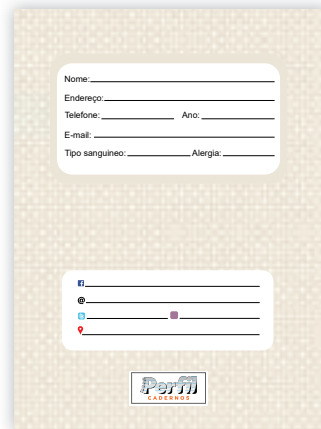 Nome:
Endereço:
Telefone: Ano:
E-mail:
Tipo sanguineo: Alergia:
@
Perfil
CADERNOS